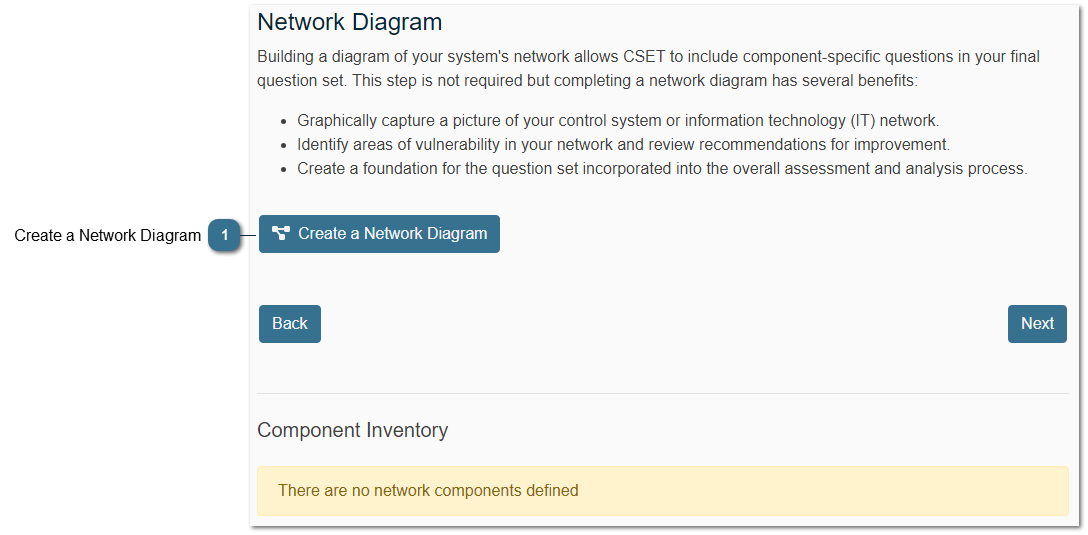 Network Diagram
Building a diagram of your system's network allows CSET to include component-specific questions in your final
question set. This step is not required but completing a network diagram has several benefits:
• Graphically capture a picture of your control system or information technology (IT) network.
• Identify areas of vulnerability in your network and review recommendations for improvement.
• Create a foundation for the question set incorporated into the overall assessment and analysis process.
Create a Network Diagram 1 Create a Network Diagram
Back Next
Component Inventory
There are no network components defined